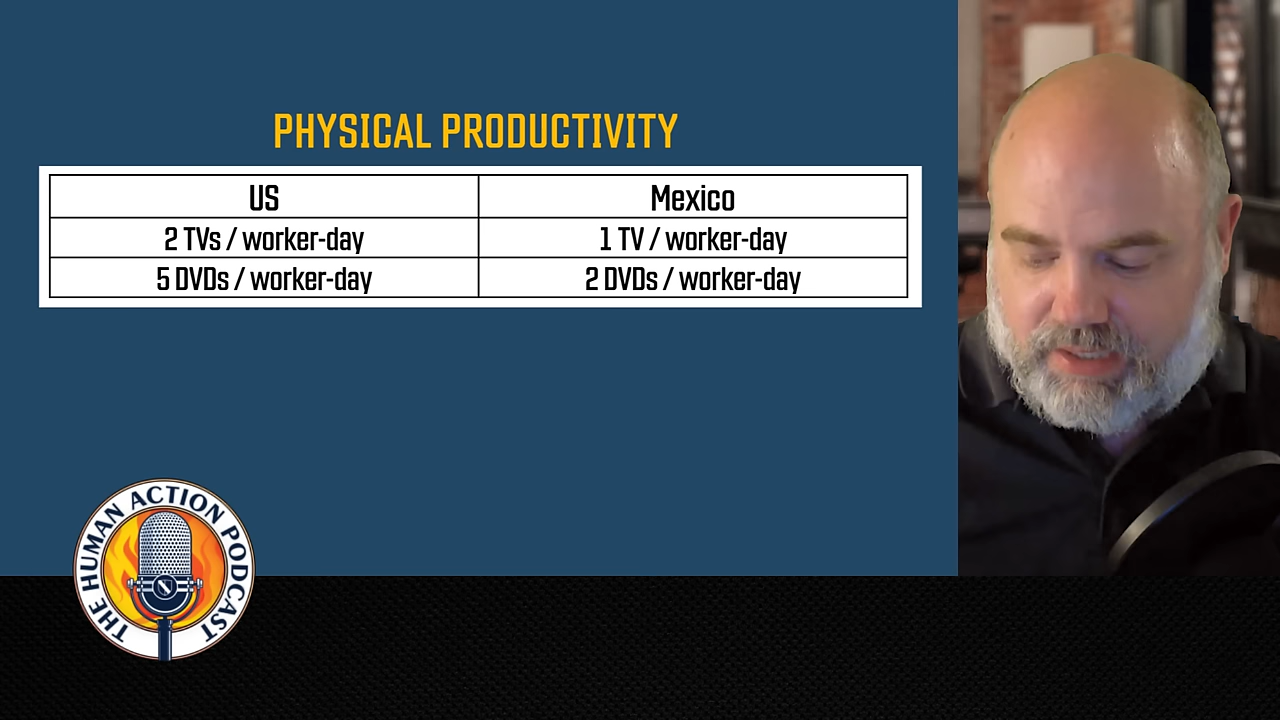 PHYSICAL PRODUCTIVITY
US Mexico
2 TVs / worker-day 1 TV / worker-day
5 DVDs / worker-day 2 DVDs / worker-day
THE HUMAN ACTION PODCAST